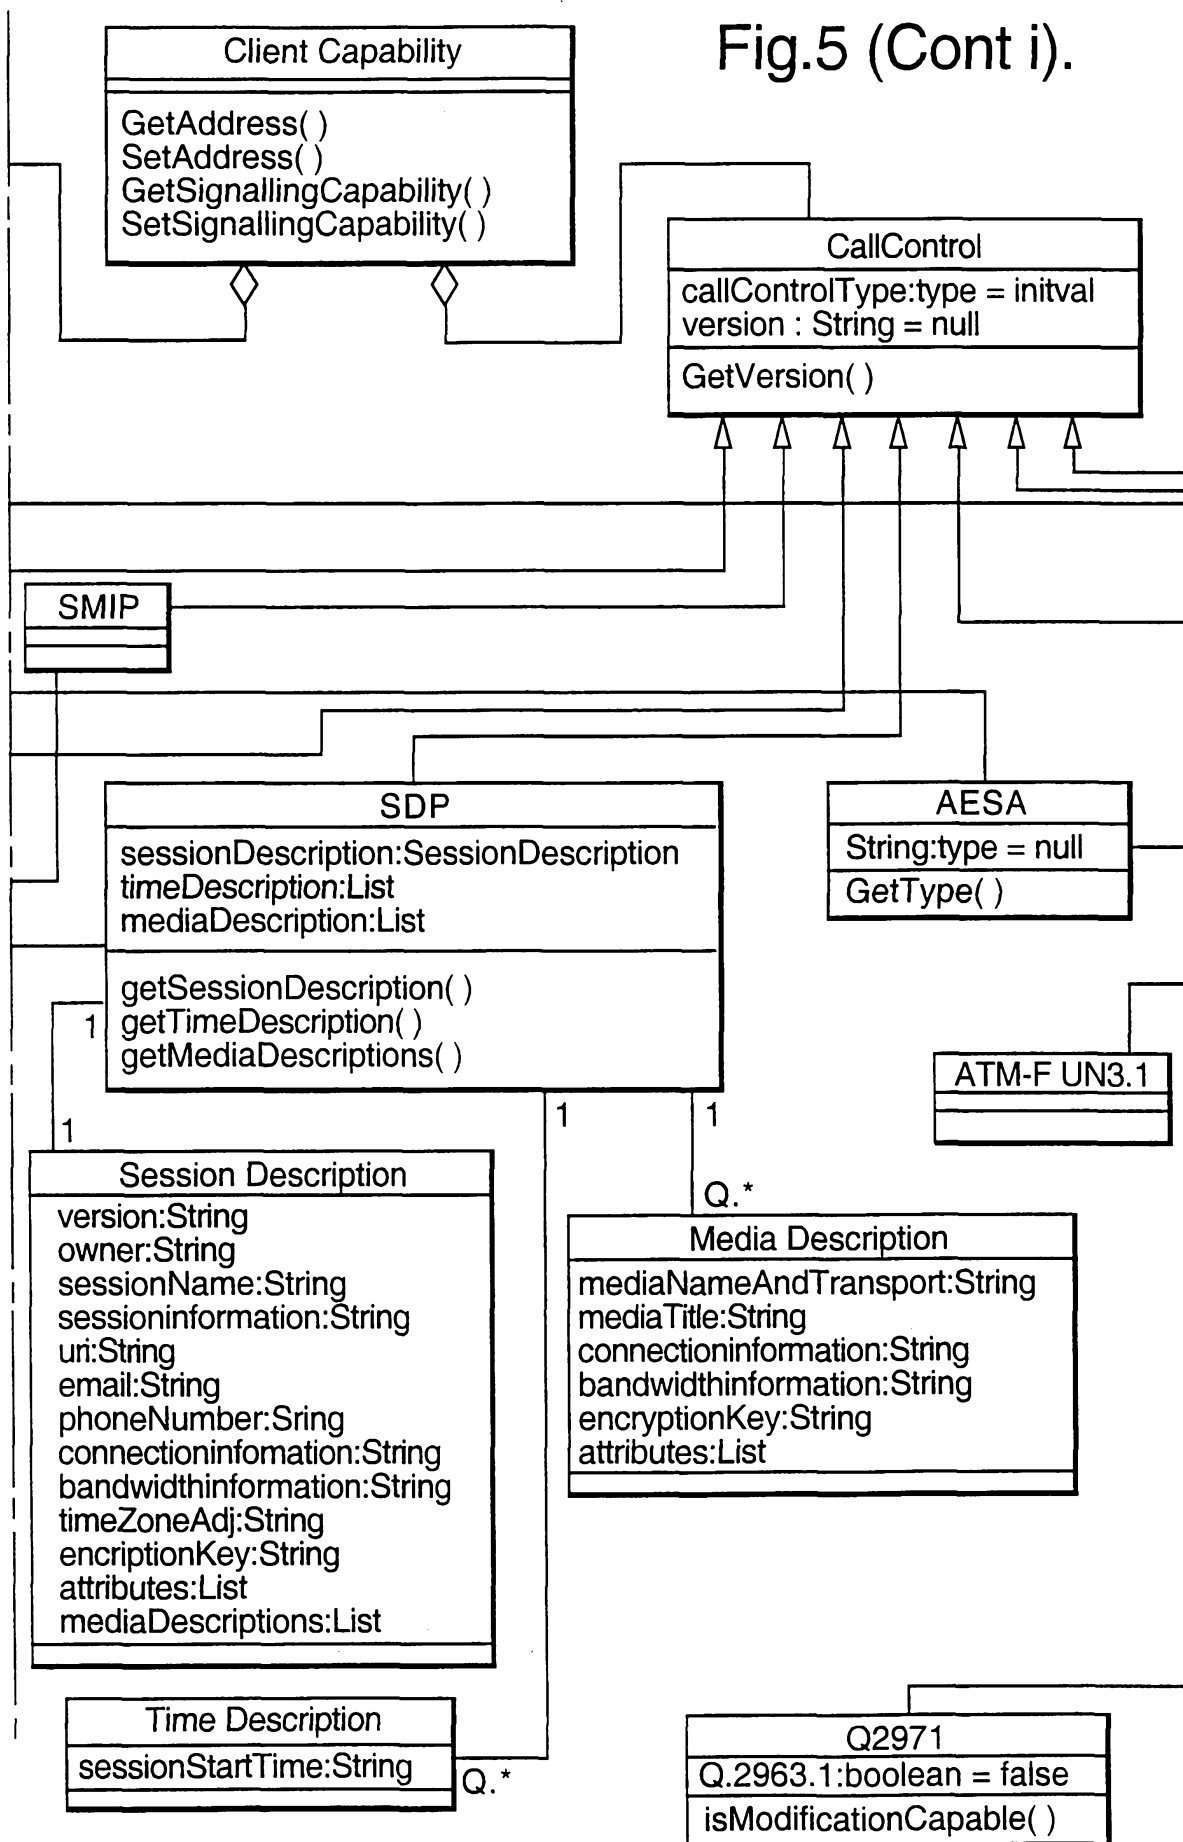 Fig.5 (Cont i).
Client Capability
GetAddress( )
SetAddress( )
GetSignallingCapability( )
SetSignallingCapability( )
CallControl
callControlType:type = initval
version : String = null
GetVersion( )
SMIP
SDP
sessionDescription:SessionDescription
timeDescription:List
mediaDescription:List
getSessionDescription( )
getTimeDescription( )
getMediaDescriptions( )
AESA
String:type = null
GetType( )
ATM-F UN3.1
1
1
1
1
Q.*
Session Description
version:String
owner:String
sessionName:String
sessioninformation:String
uri:String
email:String
phoneNumber:Sring
connectioninfomation:String
bandwidthinformation:String
timeZoneAdj:String
encriptionKey:String
attributes:List
mediaDescriptions:List
Media Description
mediaNameAndTransport:String
mediaTitle:String
connectioninformation:String
bandwidthinformation:String
encryptionKey:String
attributes:List
Time Description
sessionStartTime:String
Q.*
Q2971
Q.2963.1:boolean = false
isModificationCapable( )